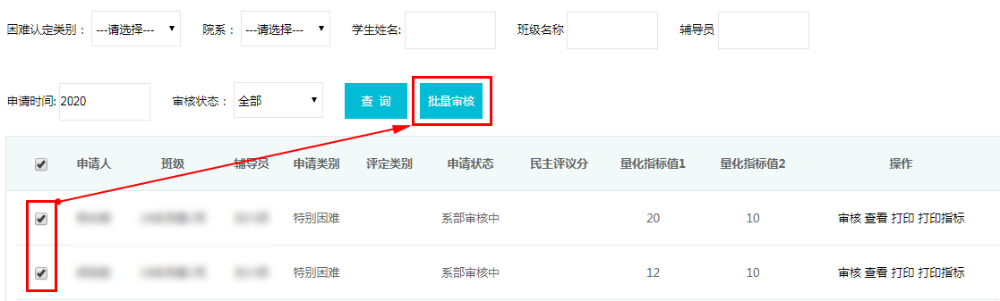 困难认定类别： ---请选择--- 院系： ---请选择--- 学生姓名: 班级名称 辅导员
申请时间: 2020 审核状态： 全部 查 询 批量审核
申请人 班级 辅导员 申请类别 评定类别 申请状态 民主评议分 量化指标值1 量化指标值2 操作
特别困难 系部审核中 20 10 审核 查看 打印 打印指标
特别困难 系部审核中 12 10 审核 查看 打印 打印指标